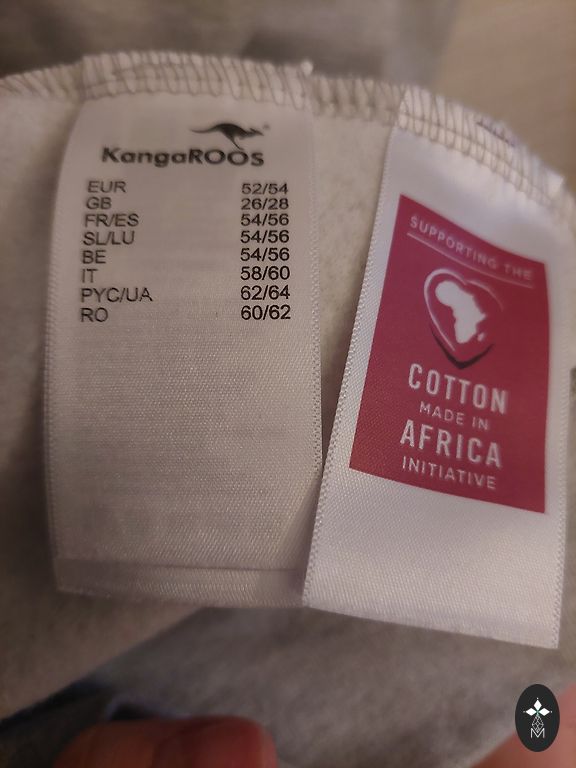 KangaROOS
EUR 52/54
GB 26/28
FR/ES 54/56
SL/LU 54/56
BE 54/56
IT 58/60
PYC/UA 62/64
RO 60/62
SUPPORTING THE
COTTON
MADE IN
AFRICA
INITIATIVE
M